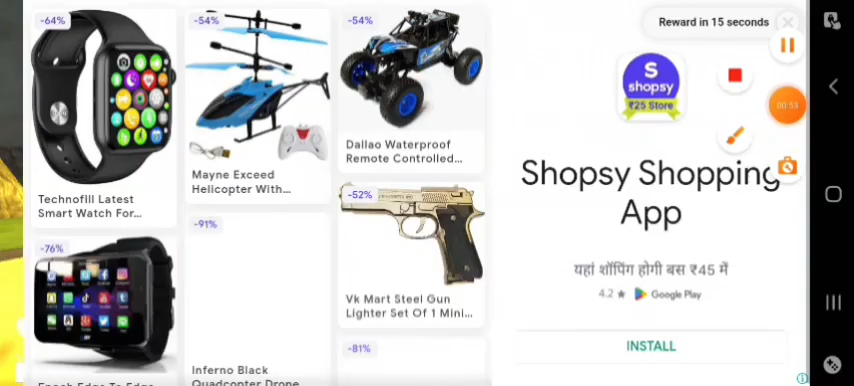 -64%
Technofill Latest
Smart Watch For...
-76%
-54%
Mayne Exceed
Helicopter With...
-91%
Inferno Black
Quadcopter Drone
-54%
Dallao Waterproof
Remote Controlled...
-52%
Vk Mart Steel Gun
Lighter Set Of 1 Mini...
-81%
Reward in 15 seconds
S
shopsy
₹25 Store
00:53
Shopsy Shopping
App
यहां शॉपिंग होगी बस ₹45 में
4.2 ★ Google Play
INSTALL